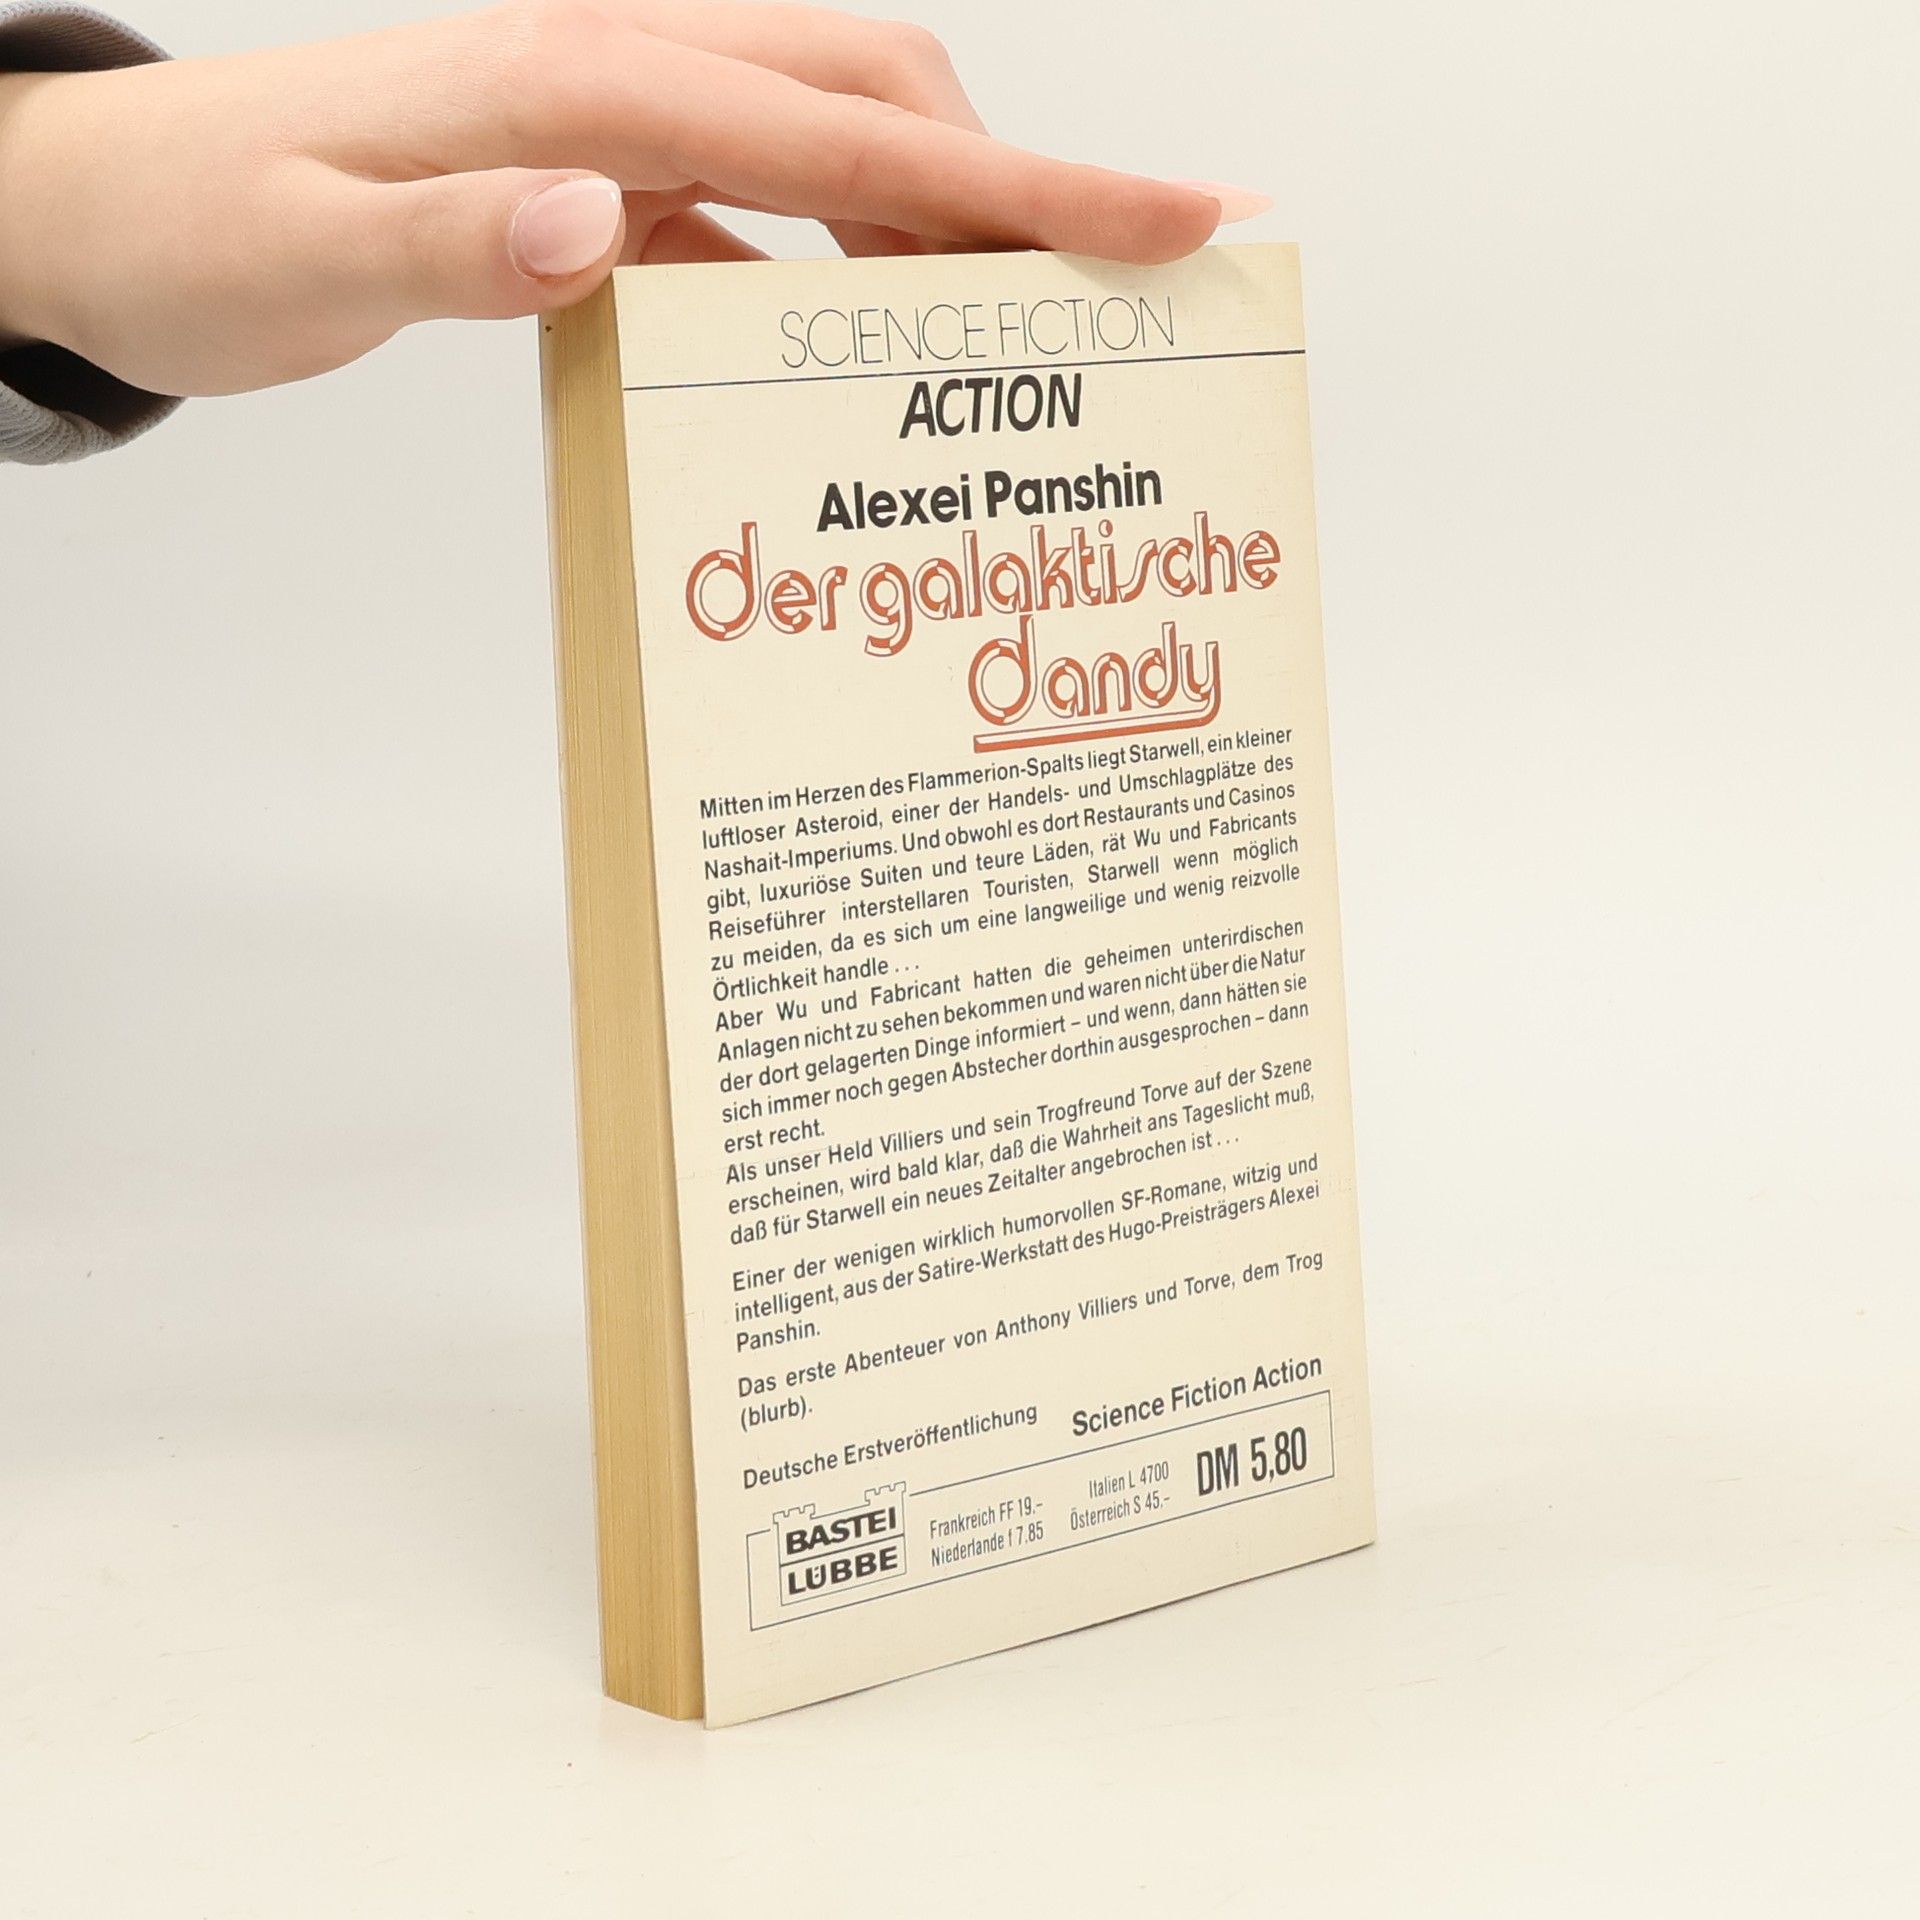 SCIENCE FICTION
ACTION
Alexei Panshin
der galaktische
dandy
Mitten im Herzen des Flammerion-Spalts liegt Starwell, ein kleiner
luftloser Asteroid, einer der Handels- und Umschlagplätze des
Nashait-Imperiums. Und obwohl es dort Restaurants und Casinos
gibt, luxuriöse Suiten und teure Läden, rät Wu und Fabricants
Reiseführer interstellaren Touristen, Starwell wenn möglich
zu meiden, da es sich um eine langweilige und wenig reizvolle
Örtlichkeit handle . . .
Aber Wu und Fabricant hatten die geheimen unterirdischen
Anlagen nicht zu sehen bekommen und waren nicht über die Natur
der dort gelagerten Dinge informiert – und wenn, dann hätten sie
sich immer noch gegen Abstecher dorthin ausgesprochen – dann
erst recht.
Als unser Held Villiers und sein Trogfreund Torve auf der Szene
erscheinen, wird bald klar, daß die Wahrheit ans Tageslicht muß,
daß für Starwell ein neues Zeitalter angebrochen ist . . .
Einer der wenigen wirklich humorvollen SF-Romane, witzig und
intelligent, aus der Satire-Werkstatt des Hugo-Preisträgers Alexei
Panshin.
Das erste Abenteuer von Anthony Villiers und Torve, dem Trog
(blurb).
Deutsche Erstveröffentlichung
Science Fiction Action
BASTEI
LÜBBE
Frankreich FF 19.-
Niederlande f 7,85
Italien L 4700
Österreich S 45.-
DM 5,80